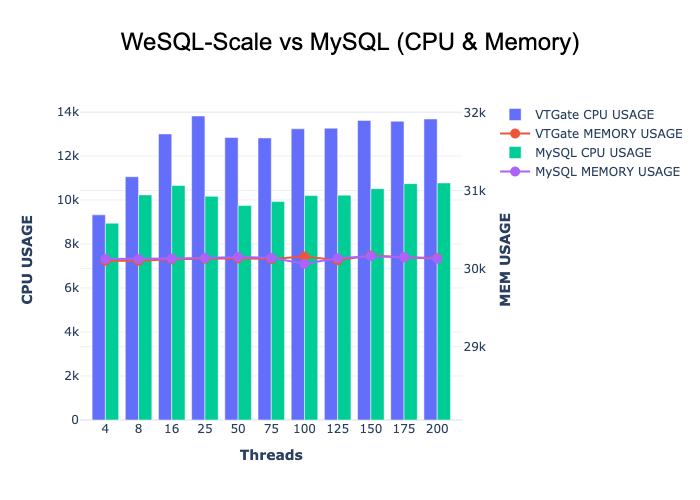 WeSQL-Scale vs MySQL (CPU & Memory)
14k
12k
10k
8k
6k
4k
2k
0
CPU USAGE
4 8 16 25 50 75 100 125 150 175 200
Threads
32k
31k
30k
29k
MEM USAGE
VTGate CPU USAGE
VTGate MEMORY USAGE
MySQL CPU USAGE
MySQL MEMORY USAGE